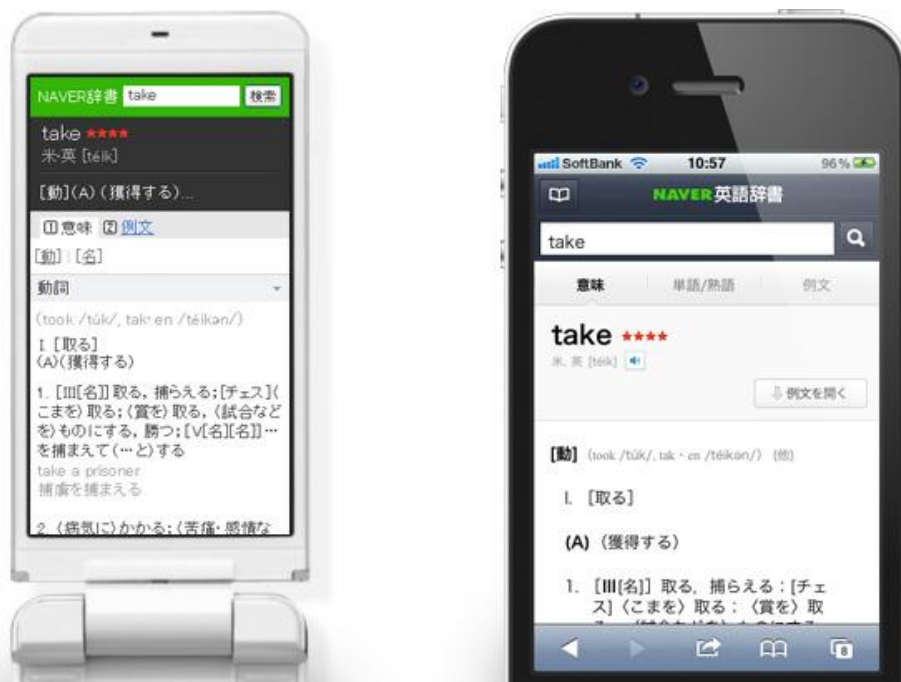 NAVER辞書 take 検索
take ★★★★
米・英 [téik]
[動](A) (獲得する)...
1 意味 2 例文
[動] | [名]
動詞
(took /túk/, tak・en /téikən/)
I [取る]
(A)(獲得する)
1. [III[名]] 取る, 捕らえる;[チェス]〈
こまを〉取る;〈賞を〉取る,〈試合など
を〉ものにする, 勝つ;[V[名][名]]…
を捕まえて(…と)する
take a prisoner
捕虜を捕まえる
2. 〈病気に〉かかる;〈苦痛・感情な
SoftBank 10:57 96%
NAVER英語辞書
take
意味 単語/熟語 例文
take ★★★★
米, 英 [téik]
例文を開く
[動] (took /túk/, tak・en /téikən/) (他)
I. [取る]
(A) (獲得する)
1. [III[名]] 取る, 捕らえる:[チェ
ス]〈こまを〉取る:〈賞を〉取
8